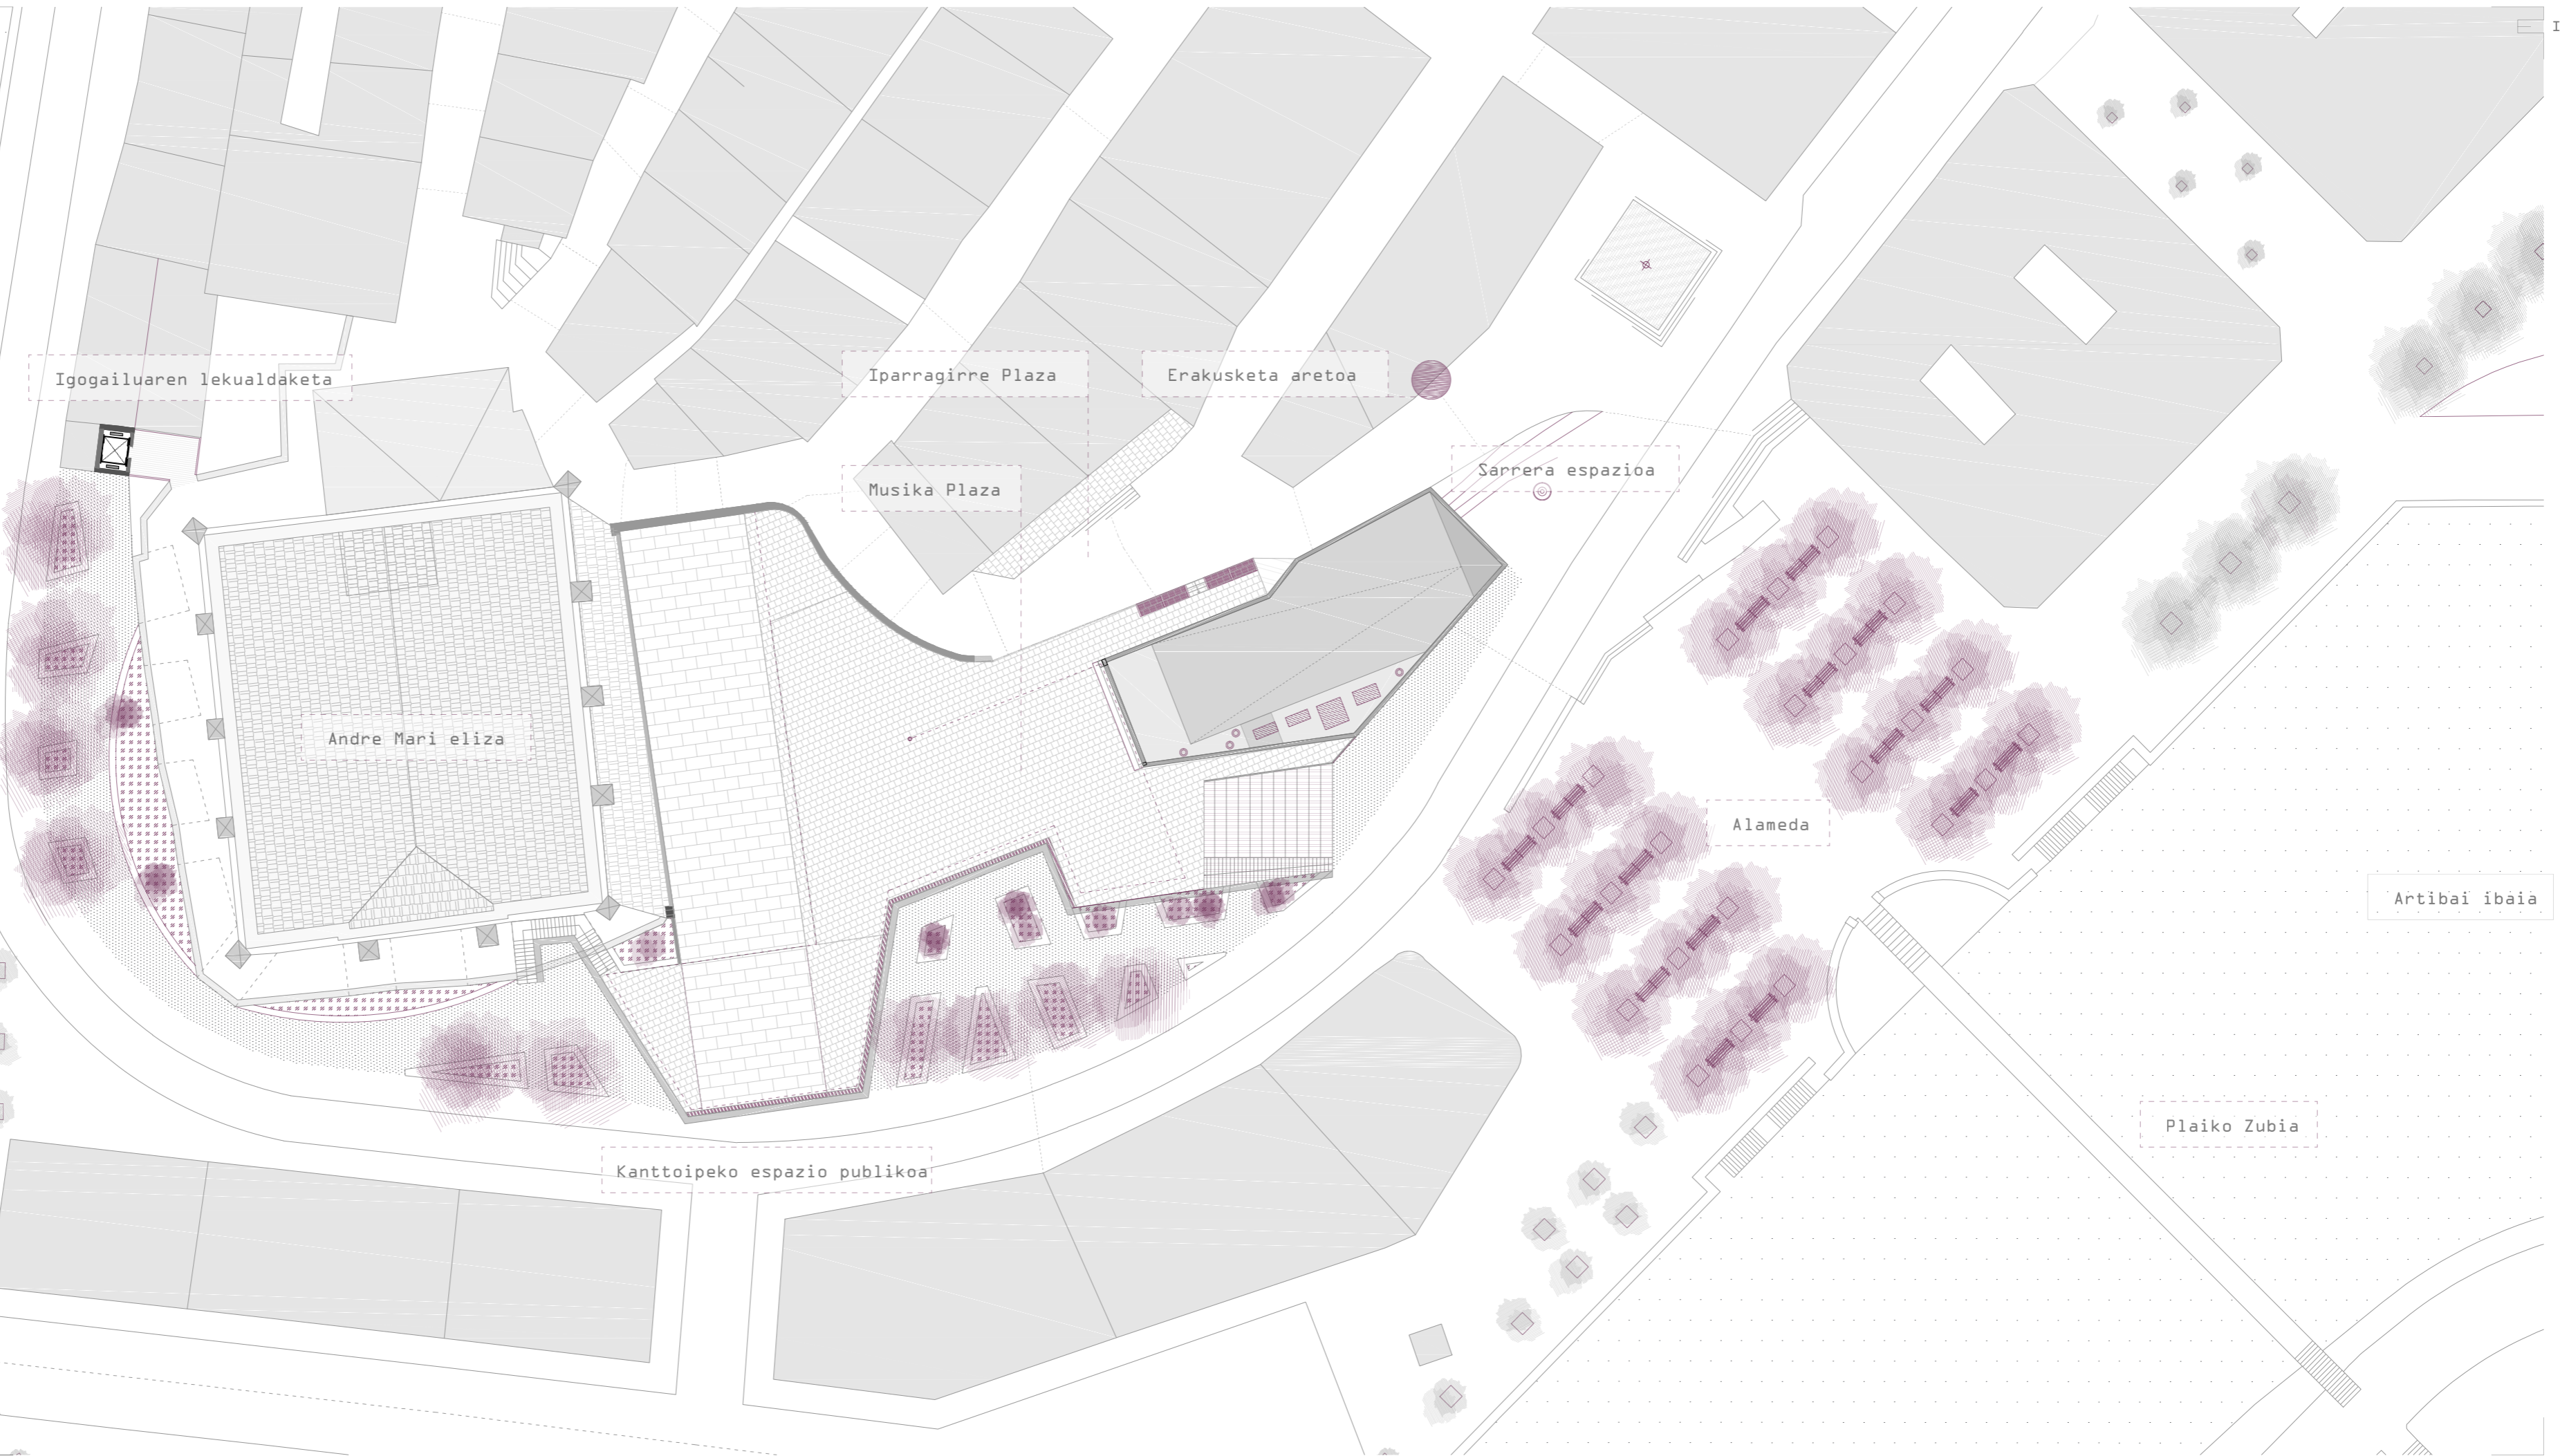 Igogailuaren lekualdaketa
Iparragirre Plaza
Erakusketa aretoa
Sarrera espazioa
Musika Plaza
Andre Mari eliza
Alameda
Artibai ibaia
Plaiko Zubia
Kanttoipeko espazio publikoa